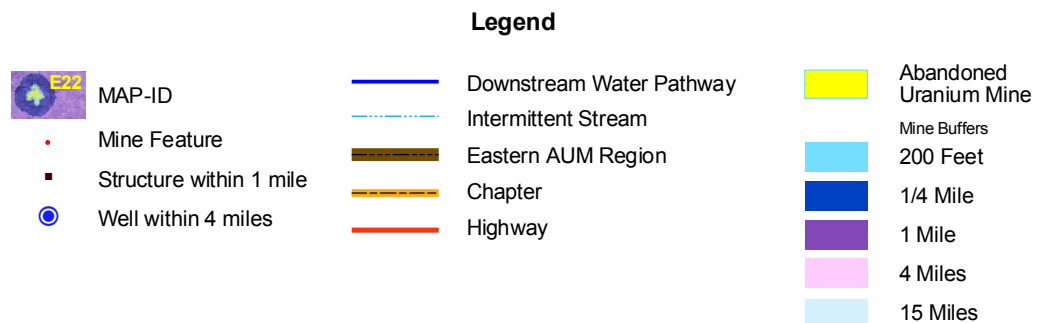 Legend
E22
MAP-ID
Mine Feature
Structure within 1 mile
Well within 4 miles
Downstream Water Pathway
Intermittent Stream
Eastern AUM Region
Chapter
Highway
Abandoned
Uranium Mine
Mine Buffers
200 Feet
1/4 Mile
1 Mile
4 Miles
15 Miles